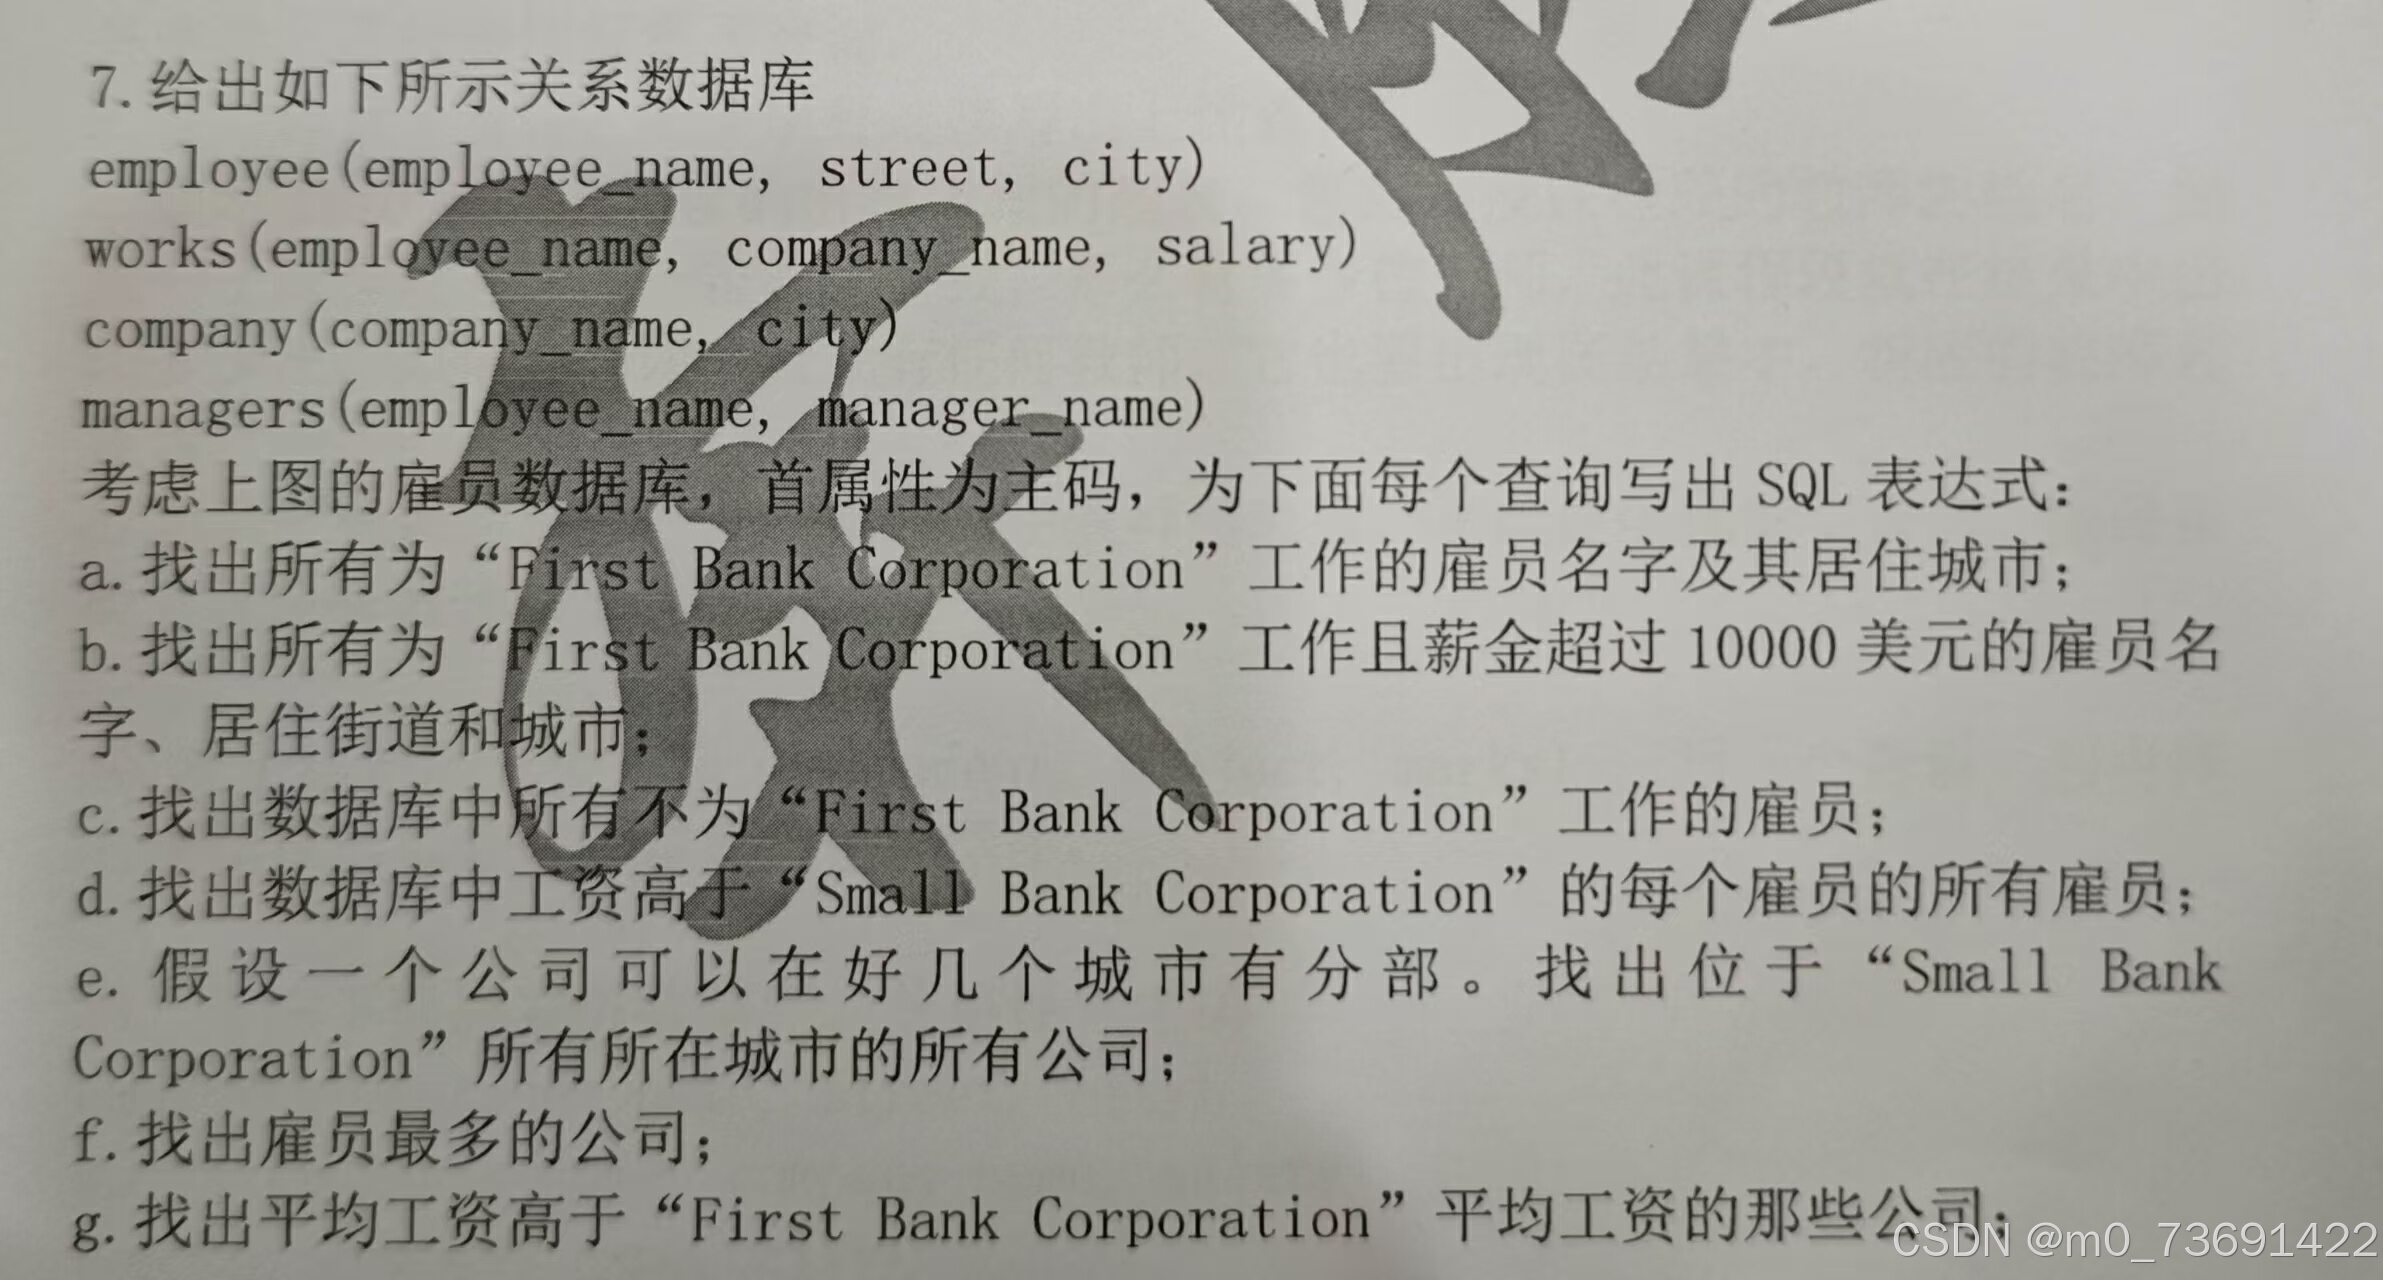 7.给出如下所示关系数据库
employee(employee_name, street, city)
works(employee_name, company_name, salary)
company(company_name, city)
managers(employee_name, manager_name)
考虑上图的雇员数据库，首属性为主码，为下面每个查询写出 SQL 表达式：
a.找出所有为“First Bank Corporation”工作的雇员名字及其居住城市；
b.找出所有为“First Bank Corporation”工作且薪金超过 10000 美元的雇员名
字、居住街道和城市；
c.找出数据库中所有不为“First Bank Corporation”工作的雇员；
d.找出数据库中工资高于“Small Bank Corporation”的每个雇员的所有雇员；
e.假设一个公司可以在好几个城市有分部。找出位于“Small Bank
Corporation”所有所在城市的所有公司；
f.找出雇员最多的公司；
g.找出平均工资高于“First Bank Corporation”平均工资的那些公司；
CSDN @m0_73691422